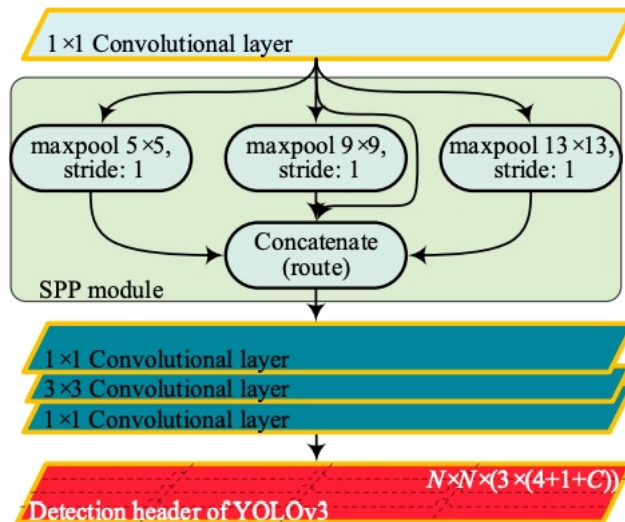 1×1 Convolutional layer
maxpool 5×5,
stride: 1
maxpool 9×9,
stride: 1
maxpool 13×13,
stride: 1
Concatenate
(route)
SPP module
1×1 Convolutional layer
3×3 Convolutional layer
1×1 Convolutional layer
N×N×(3×(4+1+C))
Detection header of YOLOv3